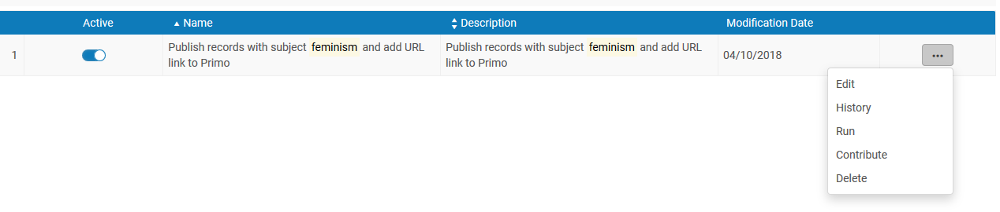 Active Name Description Modification Date
1 Publish records with subject feminism and add URL link to Primo Publish records with subject feminism and add URL link to Primo 04/10/2018 •••
Edit
History
Run
Contribute
Delete